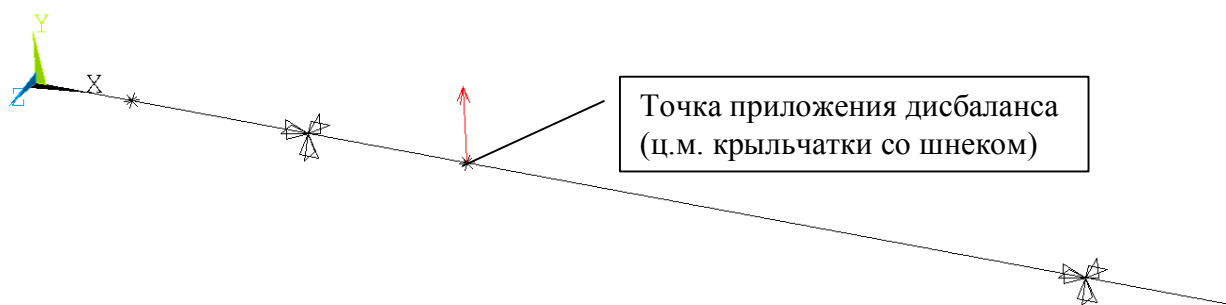 Y
X
Z
Точка приложения дисбаланса
(ц.м. крыльчатки со шнеком)